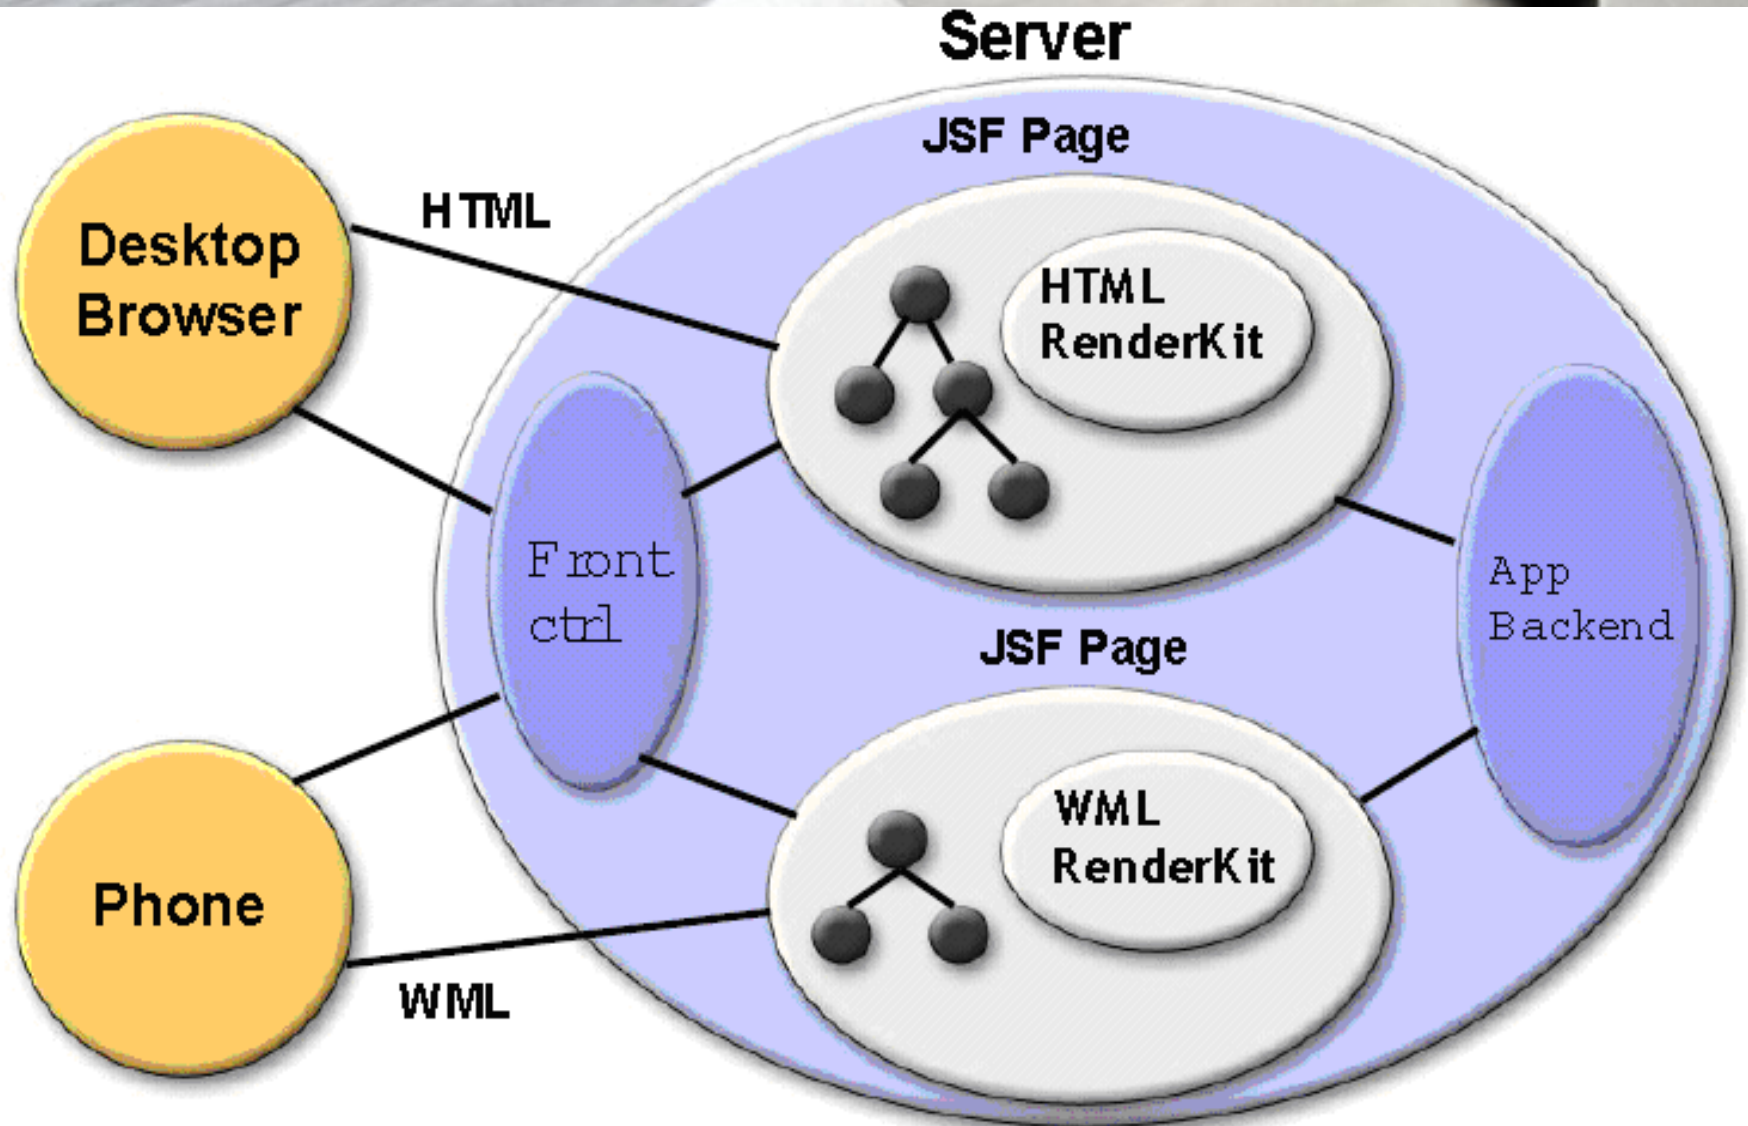 Server
JSF Page
HTML
Desktop
Browser
HTML
RenderKit
Front
ctrl
App
Backend
JSF Page
WML
RenderKit
Phone
WML